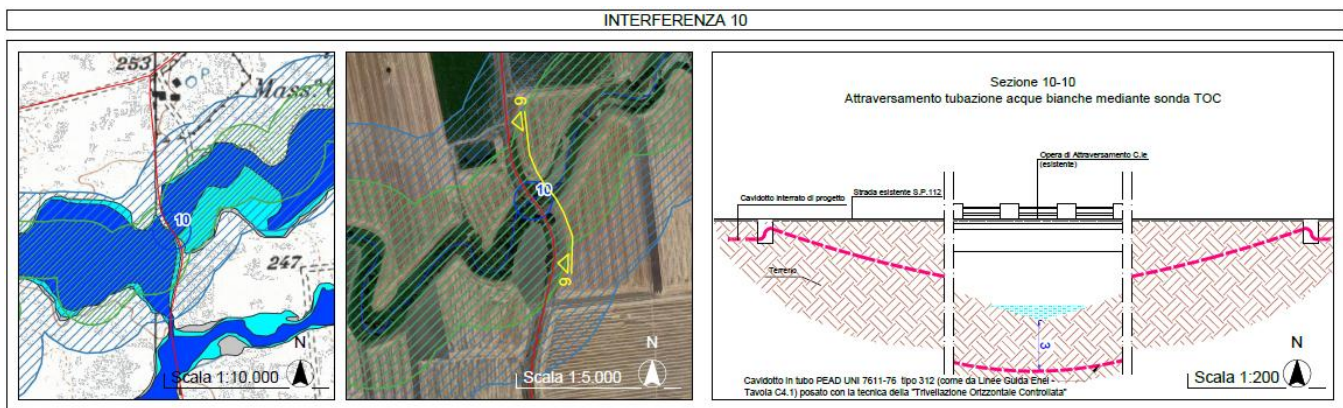 INTERFERENZA 10
253
Mass
10
247
N
Scala 1:10.000
9
10
9
N
Scala 1:5.000
Sezione 10-10
Attraversamento tubazione acque bianche mediante sonda TOC
Opera di Attraversamento C.le
(esistente)
Strada esistente S.P.112
Cavidotto interrato di progetto
Terreno
3
N
Cavidotto in tubo PEAD UNI 7611-76 tipo 312 (come da Linee Guida Enel -
Tavola C4.1) posato con la tecnica della "Trivellazione Orizzontale Controllata"
Scala 1:200